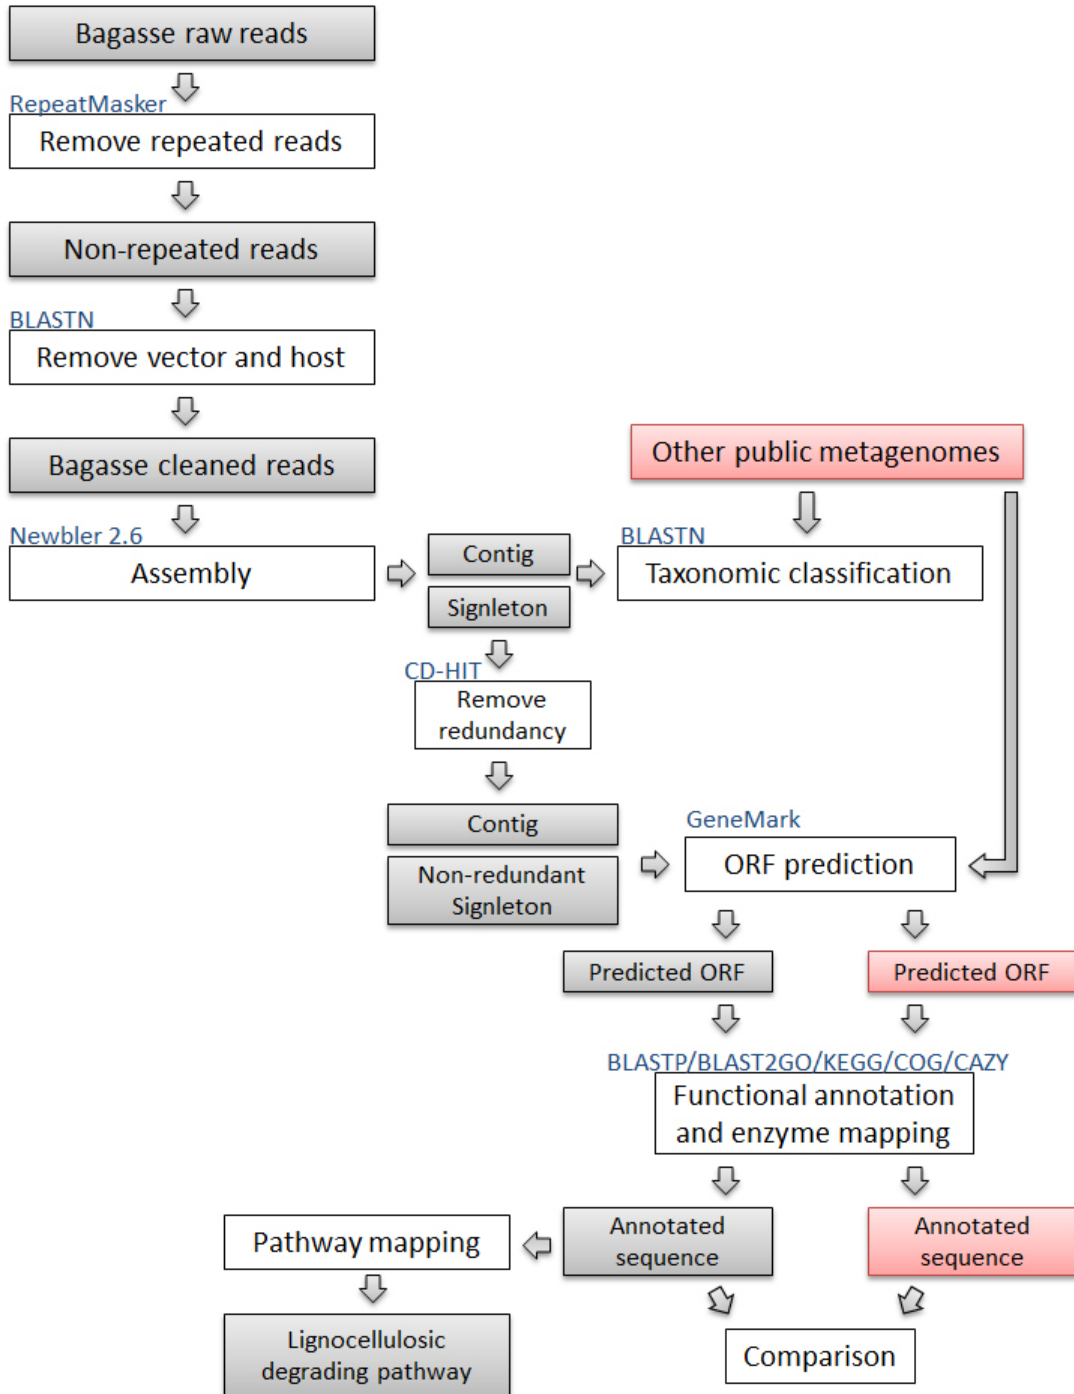 Bagasse raw reads
RepeatMasker
Remove repeated reads
Non-repeated reads
BLASTN
Remove vector and host
Bagasse cleaned reads
Other public metagenomes
Newbler 2.6
Assembly
Contig
Signleton
BLASTN
Taxonomic classification
CD-HIT
Remove
redundancy
Contig
Non-redundant
Signleton
GeneMark
ORF prediction
Predicted ORF
Predicted ORF
BLASTP/BLAST2GO/KEGG/COG/CAZY
Functional annotation
and enzyme mapping
Annotated
sequence
Annotated
sequence
Pathway mapping
Lignocellulosic
degrading pathway
Comparison